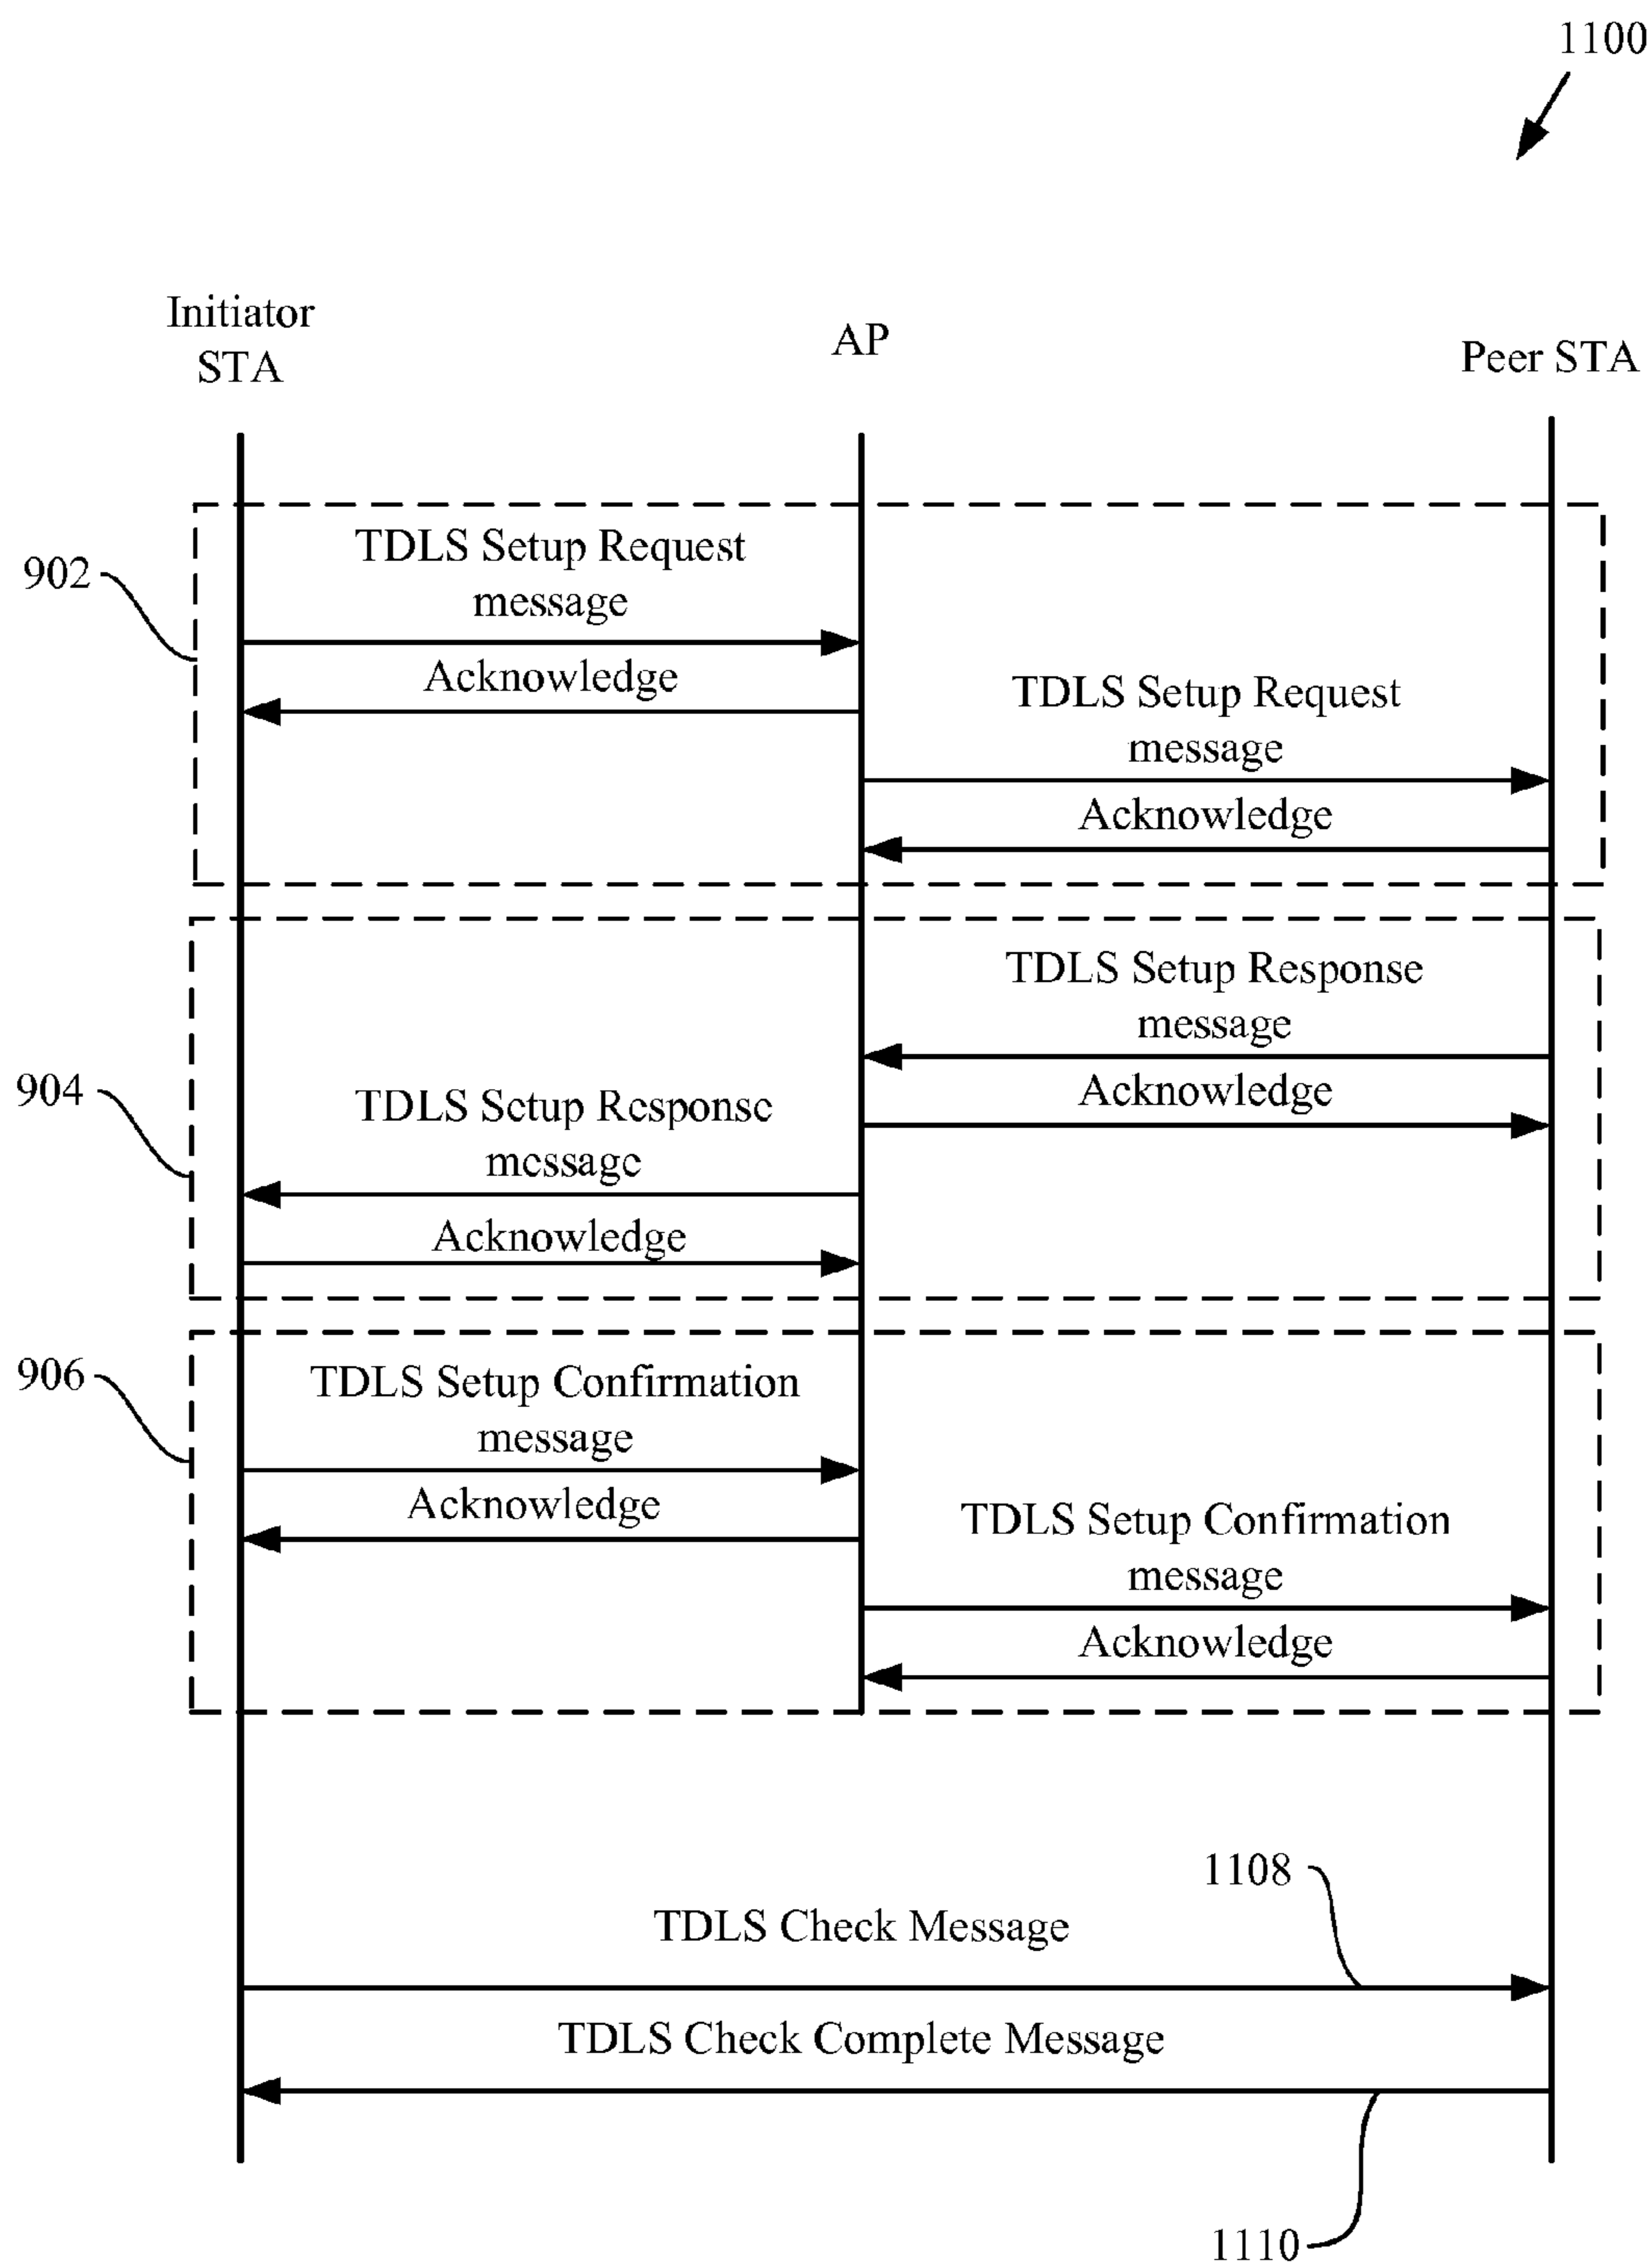 1100
Initiator
STA
AP
Peer STA
902
TDLS Setup Request
message
Acknowledge
TDLS Setup Request
message
Acknowledge
904
TDLS Setup Response
message
Acknowledge
TDLS Setup Response
message
Acknowledge
906
TDLS Setup Confirmation
message
Acknowledge
TDLS Setup Confirmation
message
Acknowledge
1108
TDLS Check Message
TDLS Check Complete Message
1110